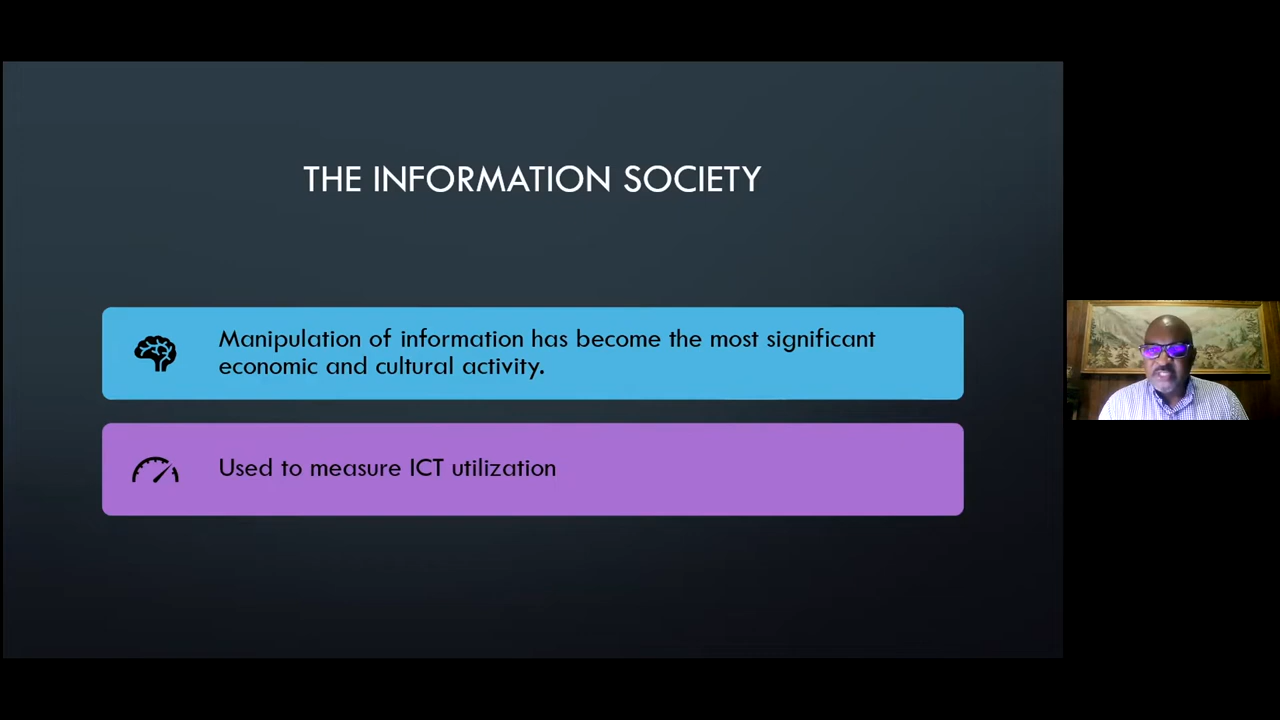 THE INFORMATION SOCIETY
Manipulation of information has become the most significant
economic and cultural activity.
Used to measure ICT utilization